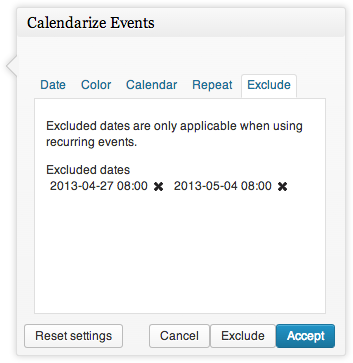 Calendarize Events
Date Color Calendar Repeat Exclude
Excluded dates are only applicable when using
recurring events.
Excluded dates
2013-04-27 08:00 ✖ 2013-05-04 08:00 ✖
Reset settings Cancel Exclude Accept